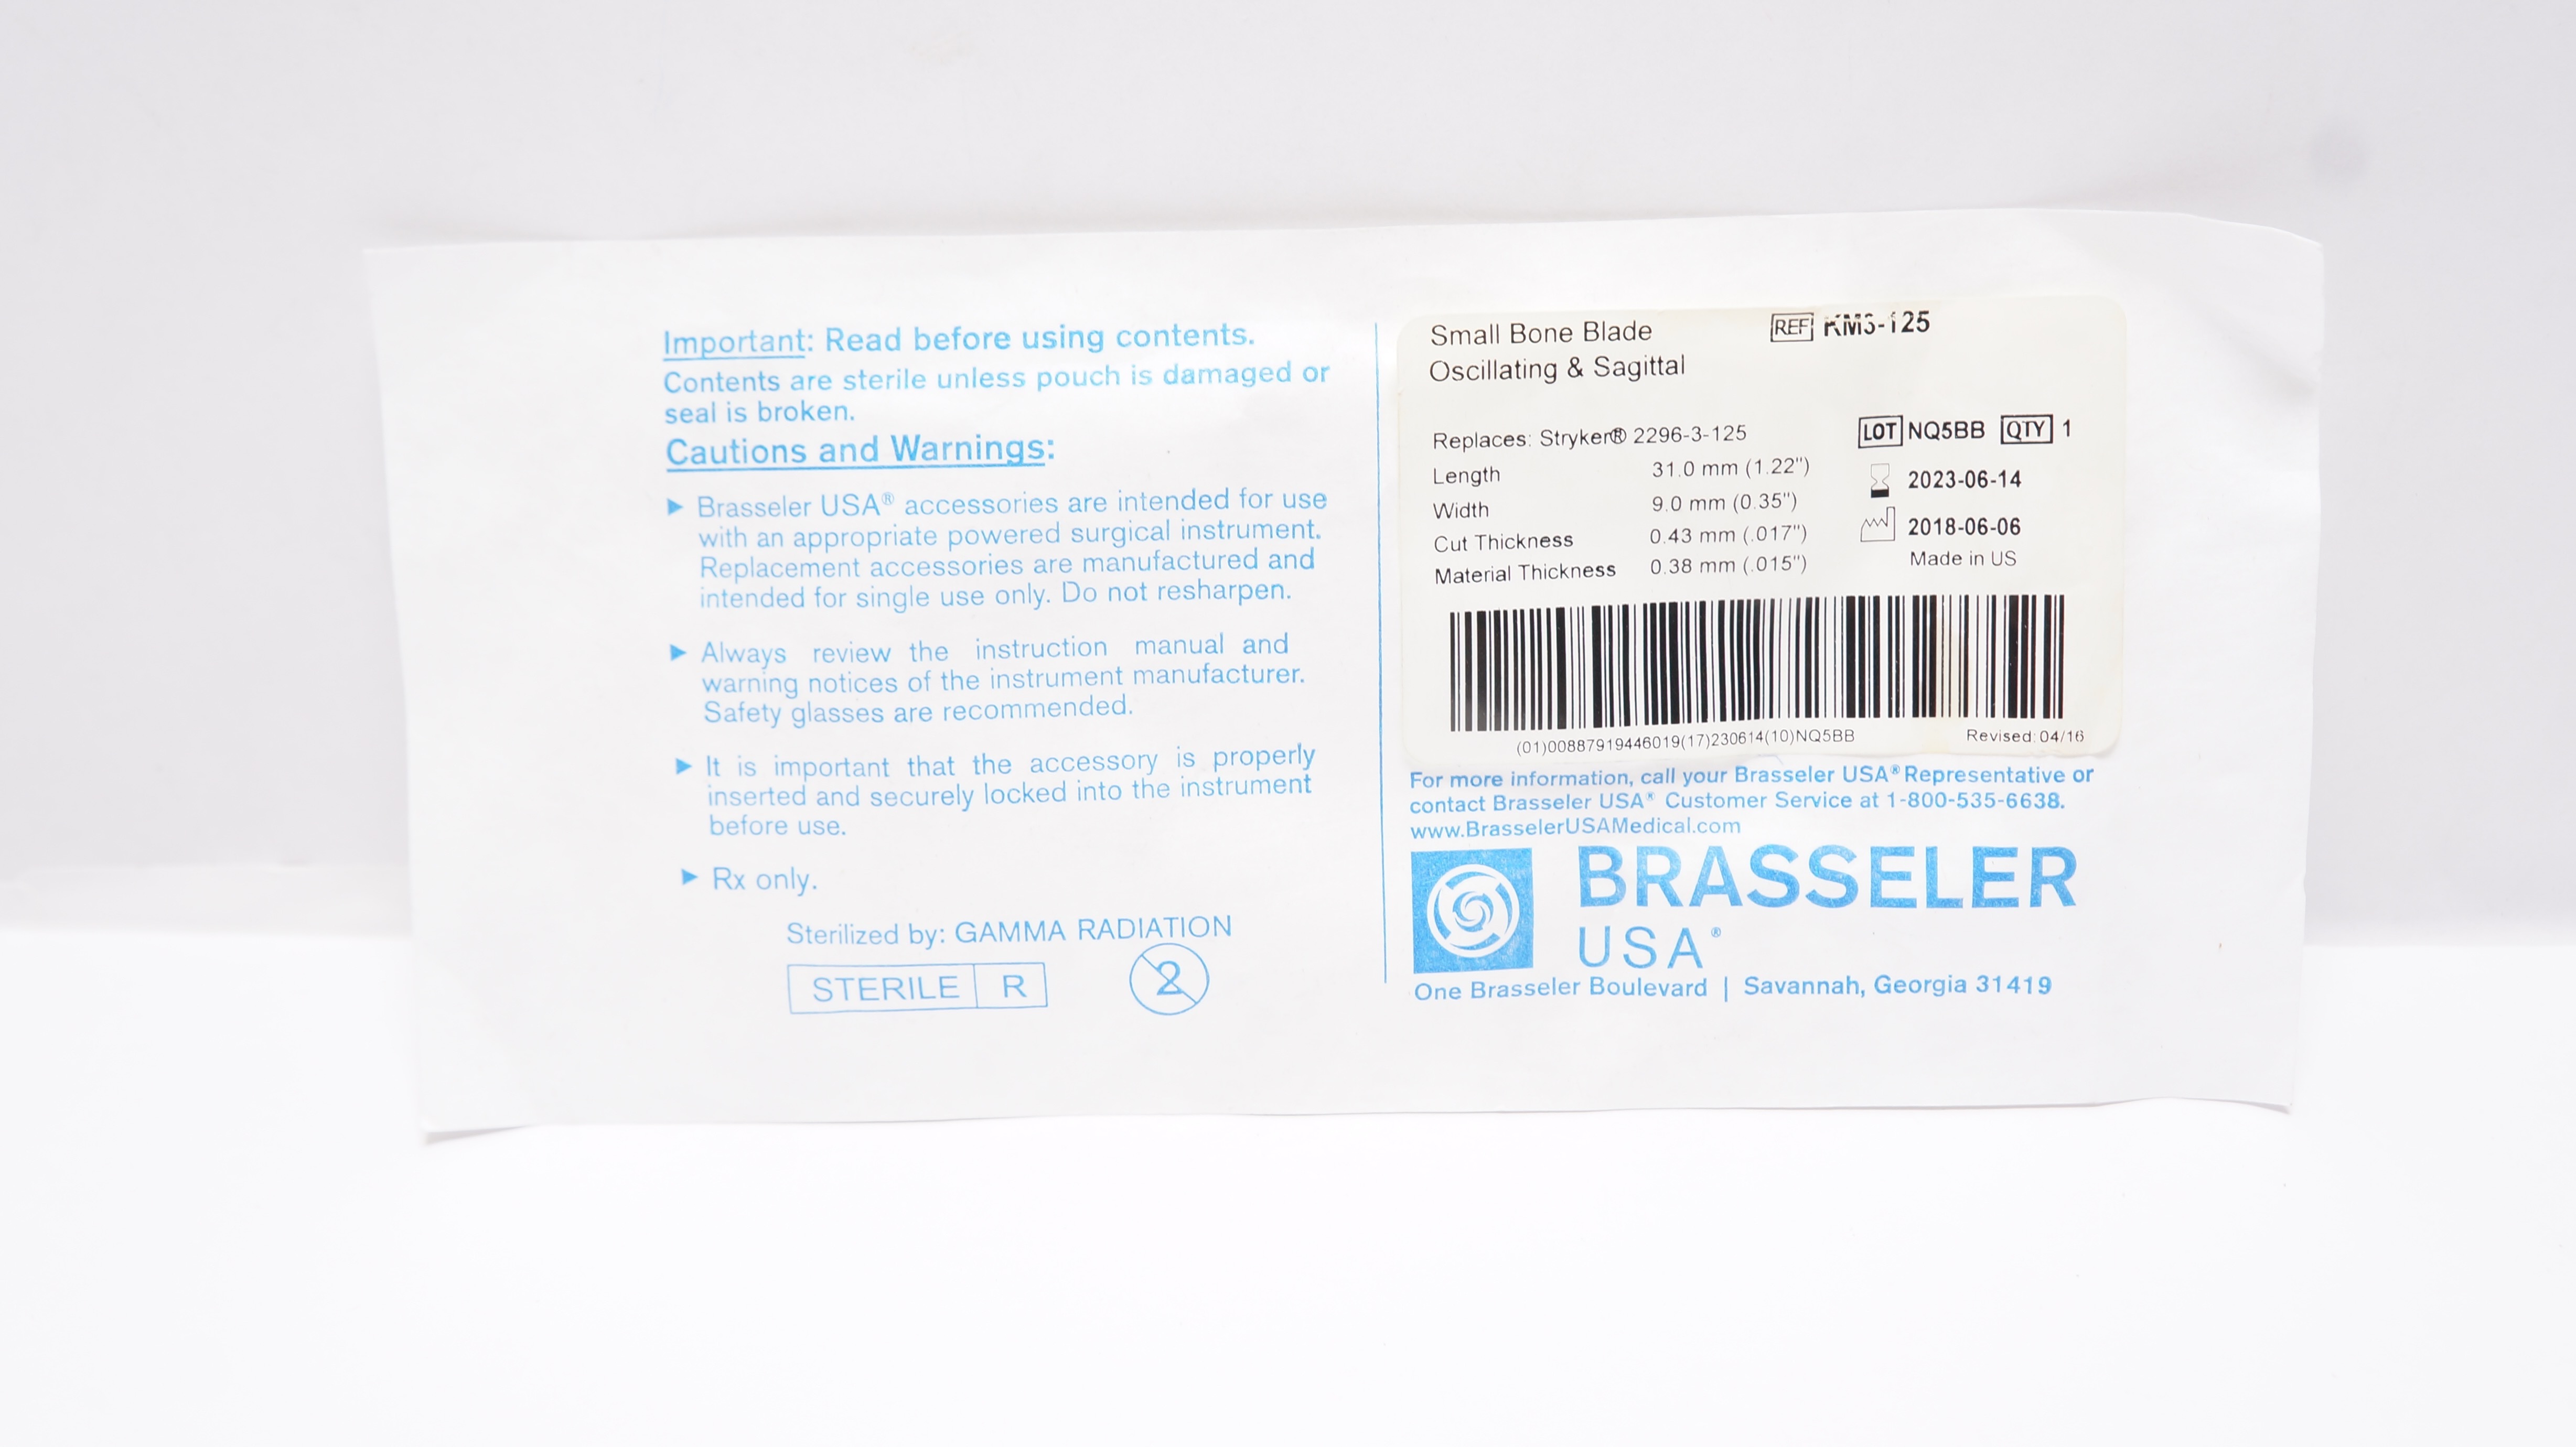 Important: Read before using contents.
Contents are sterile unless pouch is damaged or
seal is broken.
Cautions and Warnings:
► Brasseler USA® accessories are intended for use
with an appropriate powered surgical instrument.
Replacement accessories are manufactured and
intended for single use only. Do not resharpen.
► Always review the instruction manual and
warning notices of the instrument manufacturer.
Safety glasses are recommended.
► It is important that the accessory is properly
inserted and securely locked into the instrument
before use.
► Rx only.
Sterilized by: GAMMA RADIATION
STERILE R
2
Small Bone Blade
Oscillating & Sagittal
REF KM3-125
Replaces: Stryker® 2296-3-125
Length 31.0 mm (1.22")
Width 9.0 mm (0.35")
Cut Thickness 0.43 mm (.017")
Material Thickness 0.38 mm (.015")
LOT NQ5BB QTY 1
2023-06-14
2018-06-06
Made in US
(01)00887919446019(17)230614(10)NQ5BB
Revised: 04/16
For more information, call your Brasseler USA® Representative or
contact Brasseler USA® Customer Service at 1-800-535-6638.
www.BrasselerUSAMedical.com
BRASSELER
USA®
One Brasseler Boulevard | Savannah, Georgia 31419